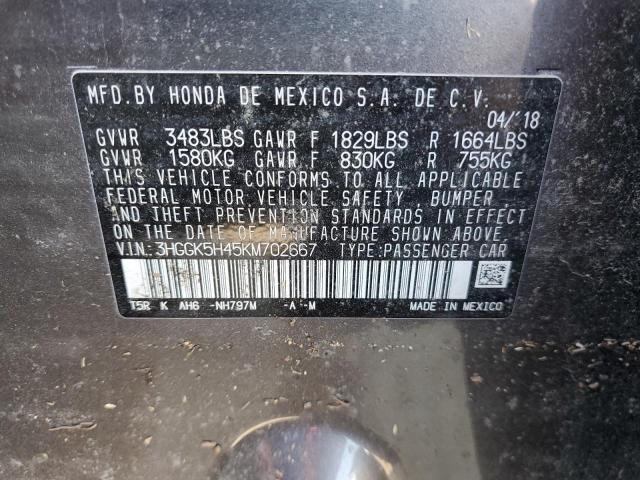 MFD.BY HONDA DE MEXICO S.A. DE C.V.
04/'18
GVWR 3483LBS GAWR F 1829LBS R 1664LBS
GVWR 1580KG GAWR F 830KG R 755KG
THIS VEHICLE CONFORMS TO ALL APPLICABLE
FEDERAL MOTOR VEHICLE SAFETY, BUMPER,
AND THEFT PREVENTION STANDARDS IN EFFECT
ON THE DATE OF MANUFACTURE SHOWN ABOVE.
V.I.N.: 3HGGK5H45KM702667 TYPE:PASSENGER CAR
T5R K AH6 -NH797M -A -M MADE IN MEXICO